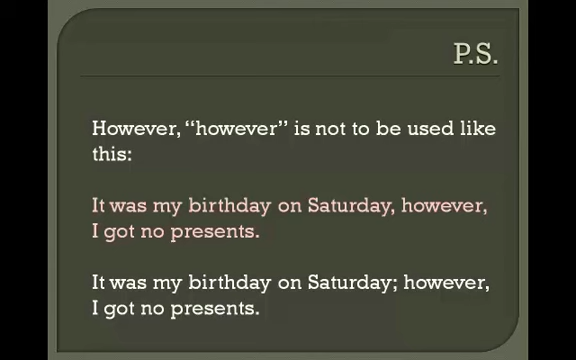 P.S.
However, “however” is not to be used like
this:
It was my birthday on Saturday, however,
I got no presents.
It was my birthday on Saturday; however,
I got no presents.